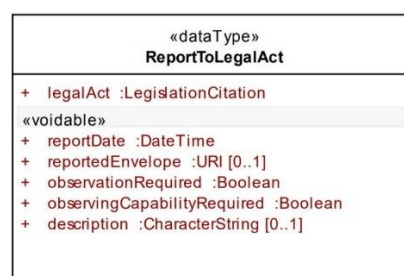 «dataType»
ReportToLegalAct
+ legalAct :LegislationCitation
«voidable»
+ reportDate :DateTime
+ reportedEnvelope :URI [0..1]
+ observationRequired :Boolean
+ observingCapabilityRequired :Boolean
+ description :CharacterString [0..1]